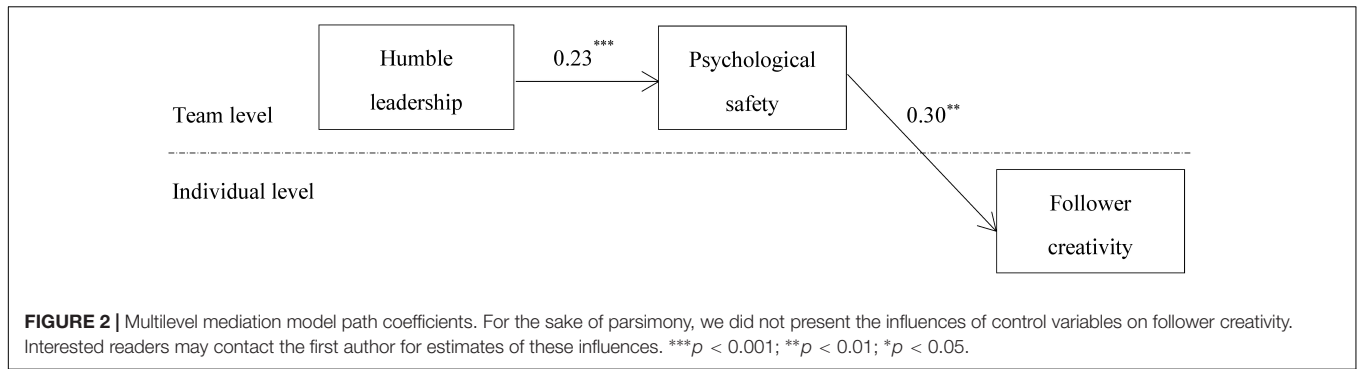 Humble
leadership
0.23***
Psychological
safety
Team level
0.30**
Individual level
Follower
creativity
FIGURE 2 | Multilevel mediation model path coefficients. For the sake of parsimony, we did not present the influences of control variables on follower creativity.
Interested readers may contact the first author for estimates of these influences. ***p < 0.001; **p < 0.01; *p < 0.05.